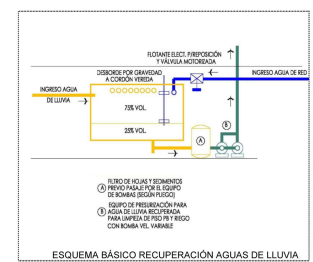 FLOTANTE ELECT. P/REPOSICIÓN
Y VÁLVULA MOTORIZADA
DESBORDE POR GRAVEDAD
A CORDÓN VEREDA
INGRESO AGUA DE RED
INGRESO AGUA
DE LLUVIA
75% VOL.
25% VOL.
B
A
FILTRO DE HOJAS Y SEDIMENTOS
A PREVIO PASAJE POR EL EQUIPO
DE BOMBAS (SEGÚN PLIEGO)
EQUIPO DE PRESURIZACIÓN PARA
B AGUA DE LLUVIA RECUPERADA
PARA LIMPIEZA DE PISO PB Y RIEGO
CON BOMBA VEL. VARIABLE
ESQUEMA BÁSICO RECUPERACIÓN AGUAS DE LLUVIA